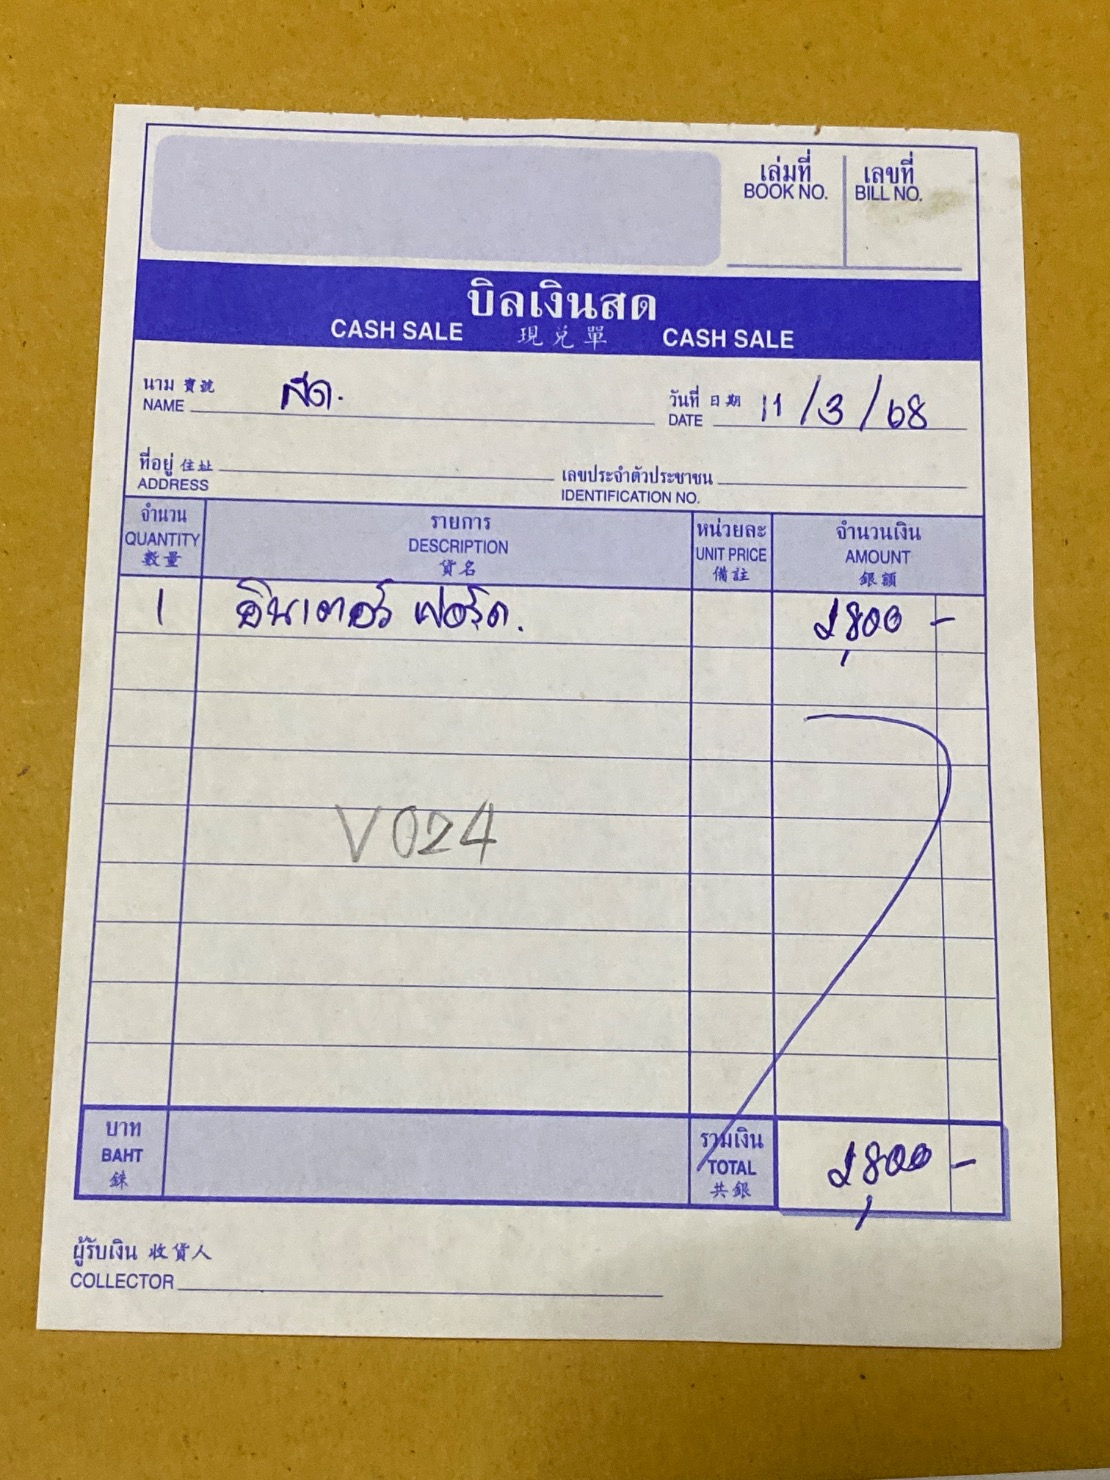 เล่มที่ เลขที่
BOOK NO. BILL NO.
บิลเงินสด
CASH SALE 現兌單 CASH SALE
นาม 寶號 สด. วันที่ 日期 11/3/68
NAME DATE
ที่อยู่ 住址 เลขประจำตัวประชาชน
ADDRESS IDENTIFICATION NO.
จำนวน รายการ หน่วยละ จำนวนเงิน
QUANTITY DESCRIPTION UNIT PRICE AMOUNT
數量 貨名 備註 銀額
1 อินเตอร์ ฟอร์ด. 800 -
V024
บาท รวมเงิน
BAHT TOTAL 800 -
銖 共銀
ผู้รับเงิน 收貨人
COLLECTOR